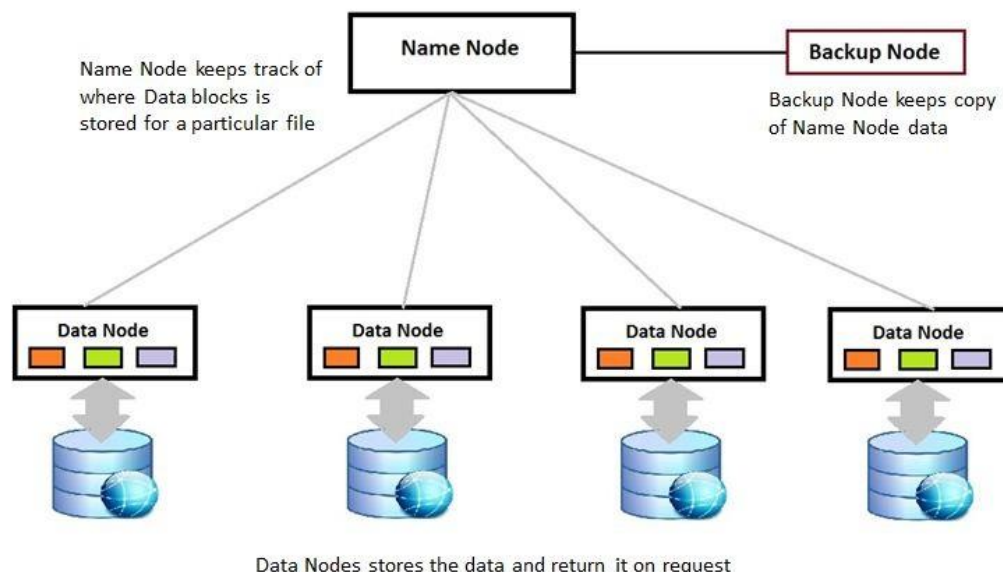 Name Node
Backup Node
Name Node keeps track of
where Data blocks is
stored for a particular file
Backup Node keeps copy
of Name Node data
Data Node
Data Node
Data Node
Data Node
Data Nodes stores the data and return it on request